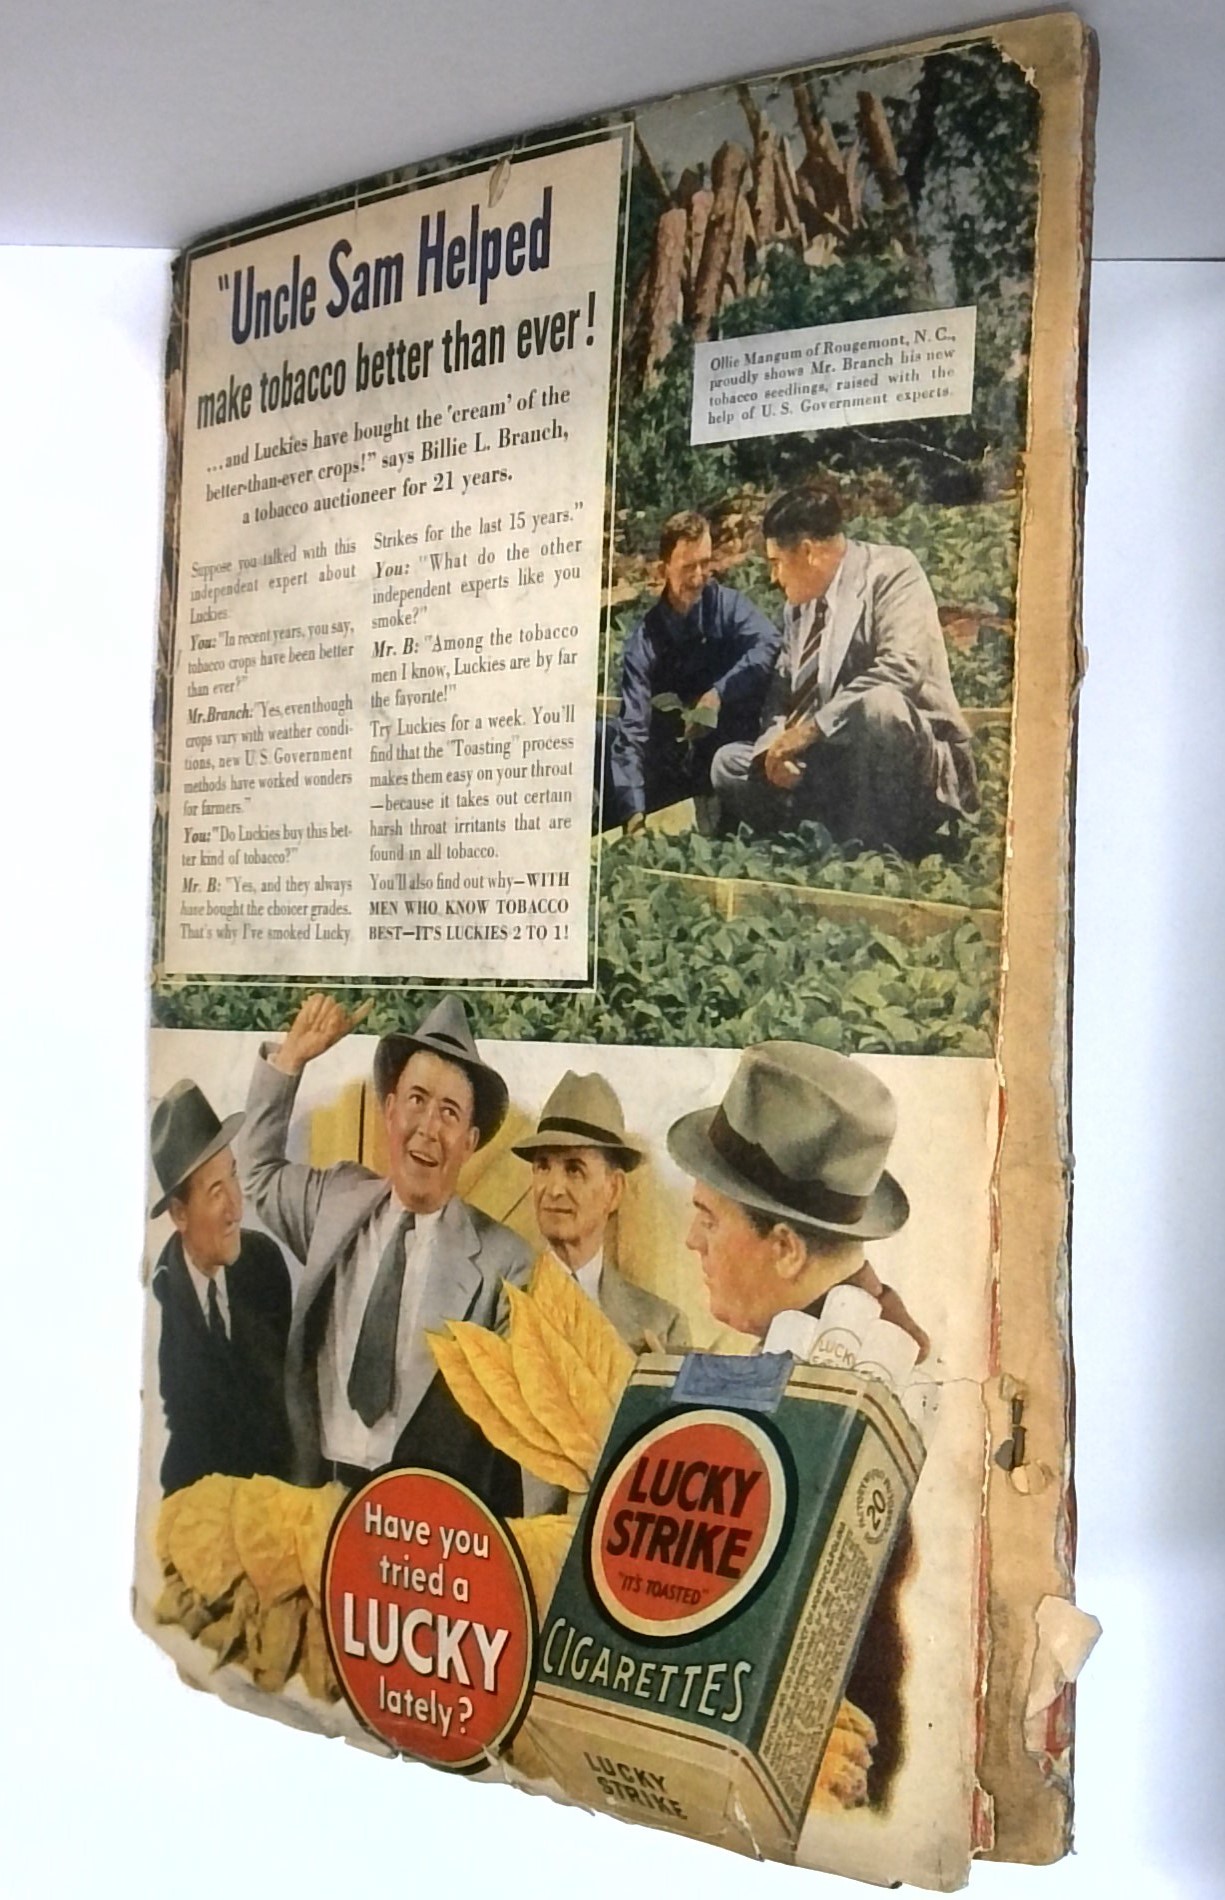 "Uncle Sam Helped
make tobacco better than ever!
...and Luckies have bought the 'cream' of the
better-than-ever crops!" says Billie L. Branch,
a tobacco auctioneer for 21 years.
Suppose you talked with this
independent expert about
Luckies:
You: "In recent years, you say,
tobacco crops have been better
than ever?"
Mr. Branch: "Yes, even though
crops vary with weather condi-
tions, new U. S. Government
methods have worked wonders
for farmers."
You: "Do Luckies buy this bet-
ter kind of tobacco?"
Mr. B: "Yes, and they always
have bought the choicer grades.
That's why I've smoked Lucky
Strikes for the last 15 years."
You: "What do the other
independent experts like you
smoke?"
Mr. B: "Among the tobacco
men I know, Luckies are by far
the favorite!"
Try Luckies for a week. You'll
find that the "Toasting" process
makes them easy on your throat
—because it takes out certain
harsh throat irritants that are
found in all tobacco.
You'll also find out why—WITH
MEN WHO KNOW TOBACCO
BEST—IT'S LUCKIES 2 TO 1!
Ollie Mangum of Rougemont, N. C.,
proudly shows Mr. Branch his new
tobacco seedlings, raised with the
help of U. S. Government experts.
Have you
tried a
LUCKY
lately?
LUCKY
LUCKY
STRIKE
"IT'S TOASTED"
CIGARETTES
20
LUCKY
STRIKE